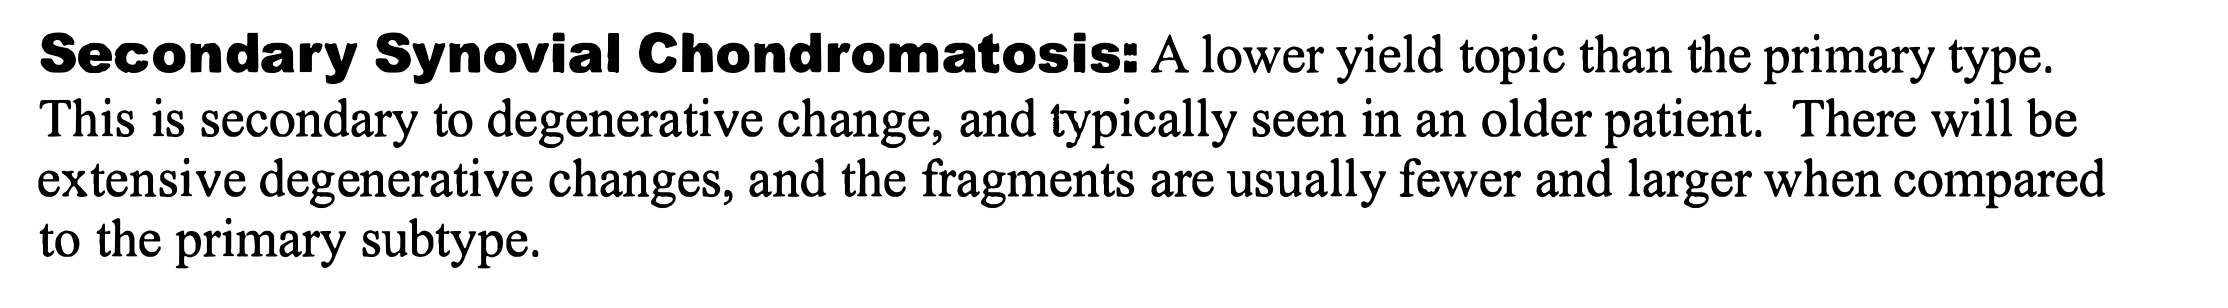 Secondary Synovial Chondromatosis: A lower yield topic than the primary type.
This is secondary to degenerative change, and typically seen in an older patient.  There will be
extensive degenerative changes, and the fragments are usually fewer and larger when compared
to the primary subtype.